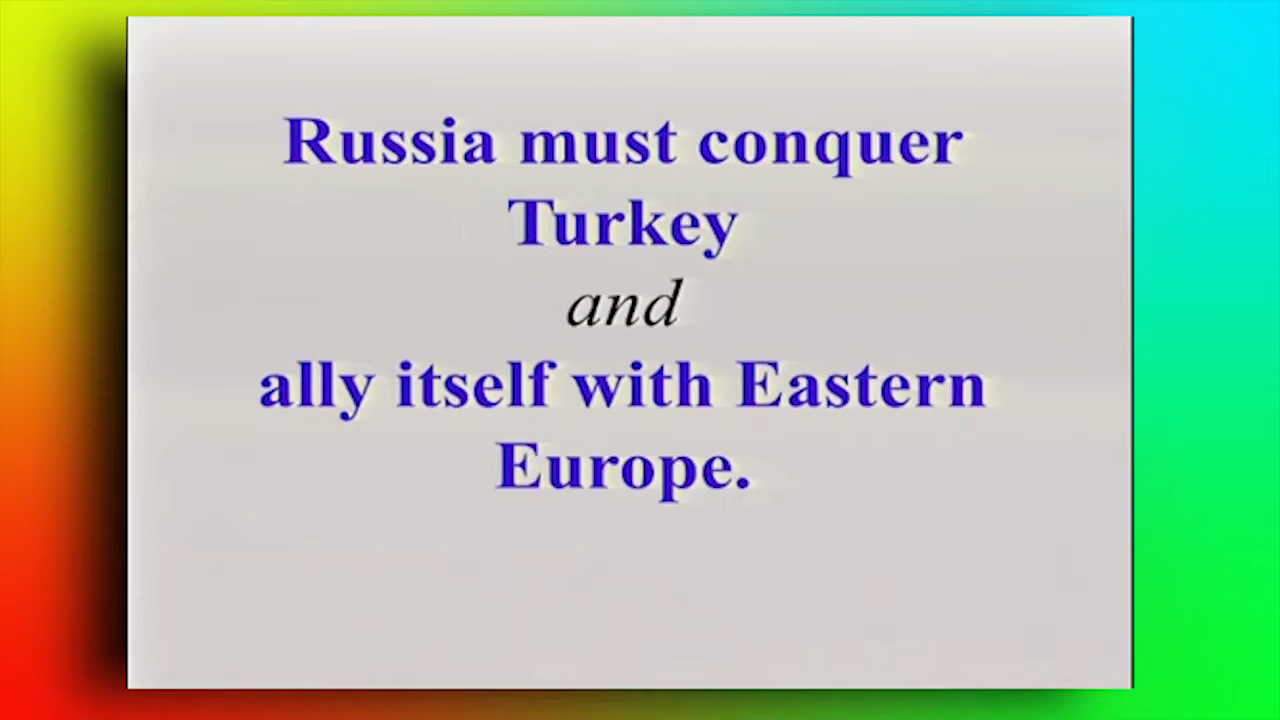 Russia must conquer
Turkey
and
ally itself with Eastern
Europe.